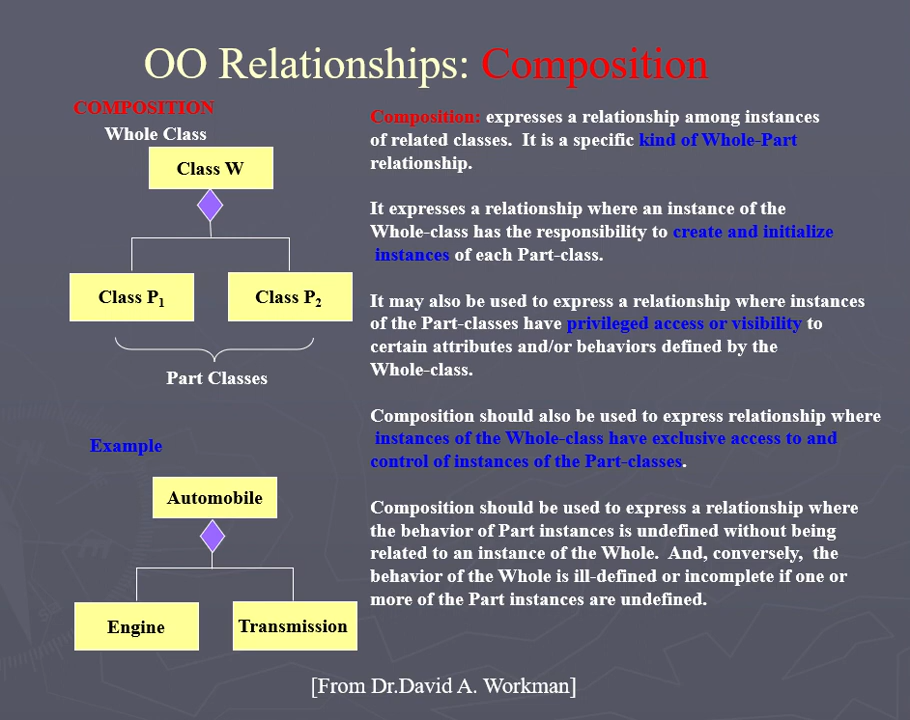 OO Relationships: Composition
COMPOSITION
Whole Class
Class W
Class P1
Class P2
Part Classes
Example
Automobile
Engine
Transmission
Composition: expresses a relationship among instances
of related classes. It is a specific kind of Whole-Part
relationship.
It expresses a relationship where an instance of the
Whole-class has the responsibility to create and initialize
instances of each Part-class.
It may also be used to express a relationship where instances
of the Part-classes have privileged access or visibility to
certain attributes and/or behaviors defined by the
Whole-class.
Composition should also be used to express relationship where
instances of the Whole-class have exclusive access to and
control of instances of the Part-classes.
Composition should be used to express a relationship where
the behavior of Part instances is undefined without being
related to an instance of the Whole. And, conversely, the
behavior of the Whole is ill-defined or incomplete if one or
more of the Part instances are undefined.
[From Dr.David A. Workman]